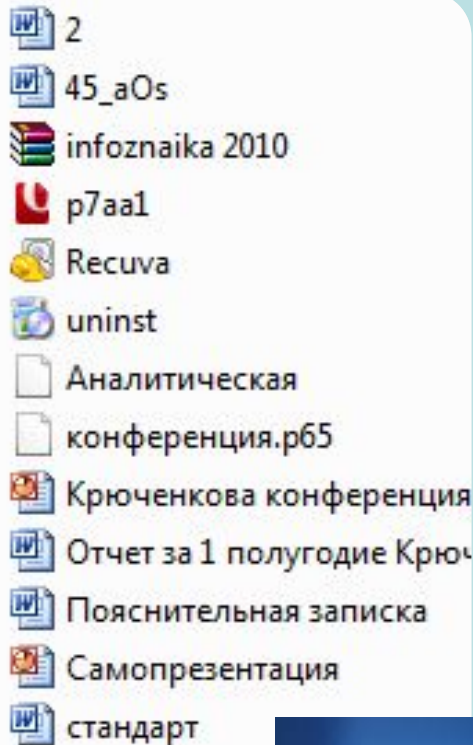 2
45_aOs
infoznaika 2010
p7aa1
Recuva
uninst
Аналитическая
конференция.p65
Крюченкова конференция
Отчет за 1 полугодие Крюч
Пояснительная записка
Самопрезентация
стандарт